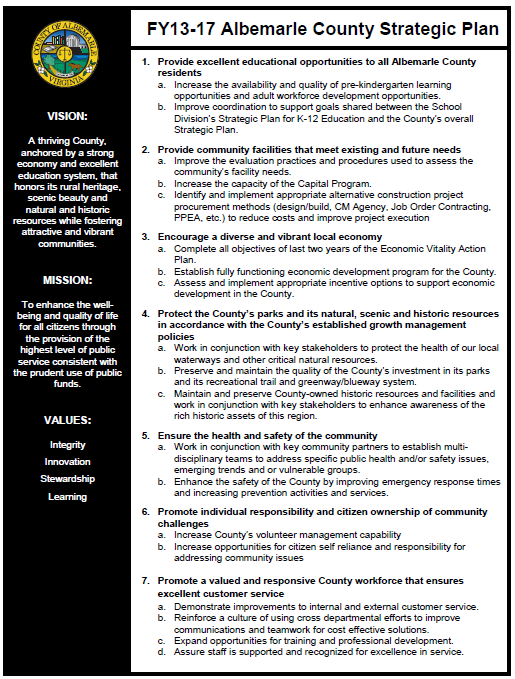 COUNTY OF ALBEMARLE
VIRGINIA
VISION:
A thriving County,
anchored by a strong
economy and excellent
education system, that
honors its rural heritage,
scenic beauty and
natural and historic
resources while fostering
attractive and vibrant
communities.
MISSION:
To enhance the well-
being and quality of life
for all citizens through
the provision of the
highest level of public
service consistent with
the prudent use of public
funds.
VALUES:
Integrity
Innovation
Stewardship
Learning
FY13-17 Albemarle County Strategic Plan
1. Provide excellent educational opportunities to all Albemarle County
residents
a. Increase the availability and quality of pre-kindergarten learning
opportunities and adult workforce development opportunities.
b. Improve coordination to support goals shared between the School
Division's Strategic Plan for K-12 Education and the County's overall
Strategic Plan.
2. Provide community facilities that meet existing and future needs
a. Improve the evaluation practices and procedures used to assess the
community's facility needs.
b. Increase the capacity of the Capital Program.
c. Identify and implement appropriate alternative construction project
procurement methods (design/build, CM Agency, Job Order Contracting,
PPEA, etc.) to reduce costs and improve project execution
3. Encourage a diverse and vibrant local economy
a. Complete all objectives of last two years of the Economic Vitality Action
Plan.
b. Establish fully functioning economic development program for the County.
c. Assess and implement appropriate incentive options to support economic
development in the County.
4. Protect the County's parks and its natural, scenic and historic resources
in accordance with the County's established growth management
policies
a. Work in conjunction with key stakeholders to protect the health of our local
waterways and other critical natural resources.
b. Preserve and maintain the quality of the County's investment in its parks
and its recreational trail and greenway/blueway system.
c. Maintain and preserve County-owned historic resources and facilities and
work in conjunction with key stakeholders to enhance awareness of the
rich historic assets of this region.
5. Ensure the health and safety of the community
a. Work in conjunction with key community partners to establish multi-
disciplinary teams to address specific public health and/or safety issues,
emerging trends and or vulnerable groups.
b. Enhance the safety of the County by improving emergency response times
and increasing prevention activities and services.
6. Promote individual responsibility and citizen ownership of community
challenges
a. Increase County's volunteer management capability
b. Increase opportunities for citizen self reliance and responsibility for
addressing community issues
7. Promote a valued and responsive County workforce that ensures
excellent customer service
a. Demonstrate improvements to internal and external customer service.
b. Reinforce a culture of using cross departmental efforts to improve
communications and teamwork for cost effective solutions.
c. Expand opportunities for training and professional development.
d. Assure staff is supported and recognized for excellence in service.